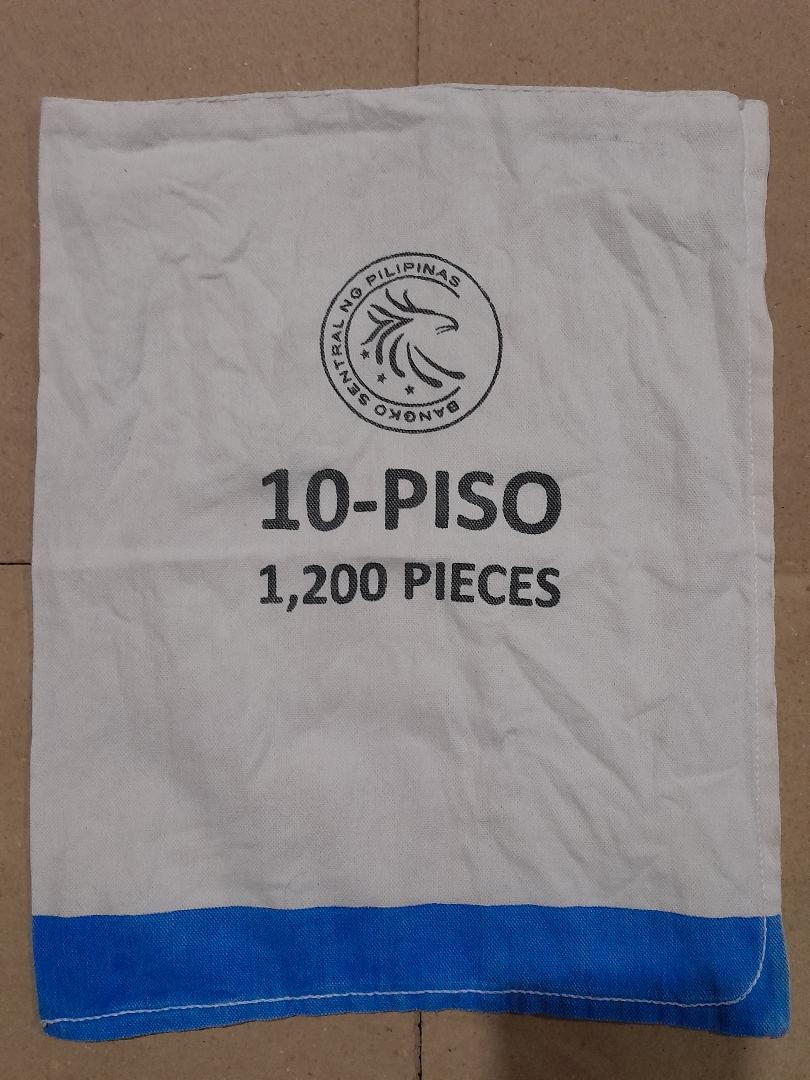 BANGKO SENTRAL NG PILIPINAS
10-PISO
1,200 PIECES